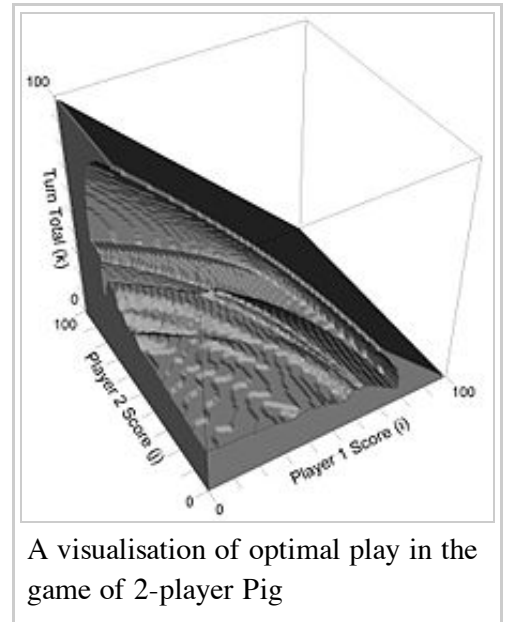 100
Turn Total (k)
0
100
Player 2 Score (j)
0
0
Player 1 Score (i)
100
A visualisation of optimal play in the
game of 2-player Pig